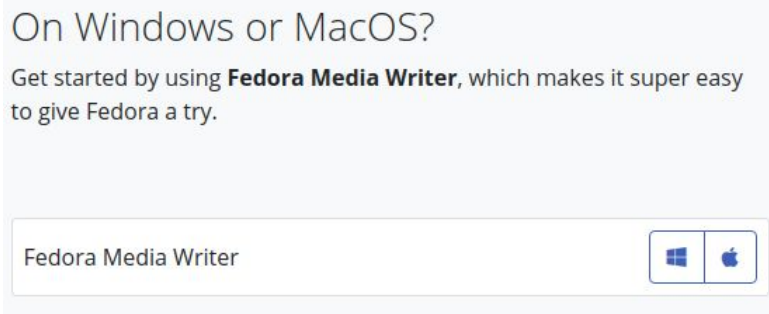 On Windows or MacOS?
Get started by using Fedora Media Writer, which makes it super easy
to give Fedora a try.
Fedora Media Writer